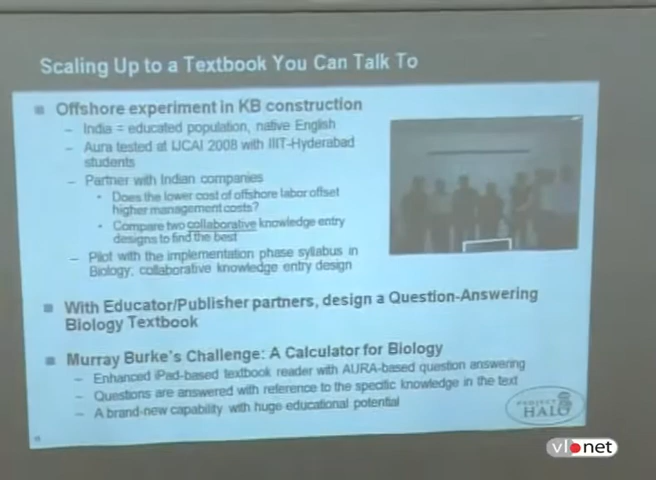 Scaling Up to a Textbook You Can Talk To
Offshore experiment in KB construction
– India = educated population, native English
– Aura tested at IJCAI 2008 with IIIT-Hyderabad
students
– Partner with Indian companies
• Does the lower cost of offshore labor offset
higher management costs?
• Compare two collaborative knowledge entry
designs to find the best
– Pilot with the implementation phase syllabus in
Biology; collaborative knowledge entry design
With Educator/Publisher partners, design a Question-Answering
Biology Textbook
Murray Burke's Challenge: A Calculator for Biology
– Enhanced iPad-based textbook reader with AURA-based question answering
– Questions are answered with reference to the specific knowledge in the text
– A brand-new capability with huge educational potential
PROJECT
HALO
vl net